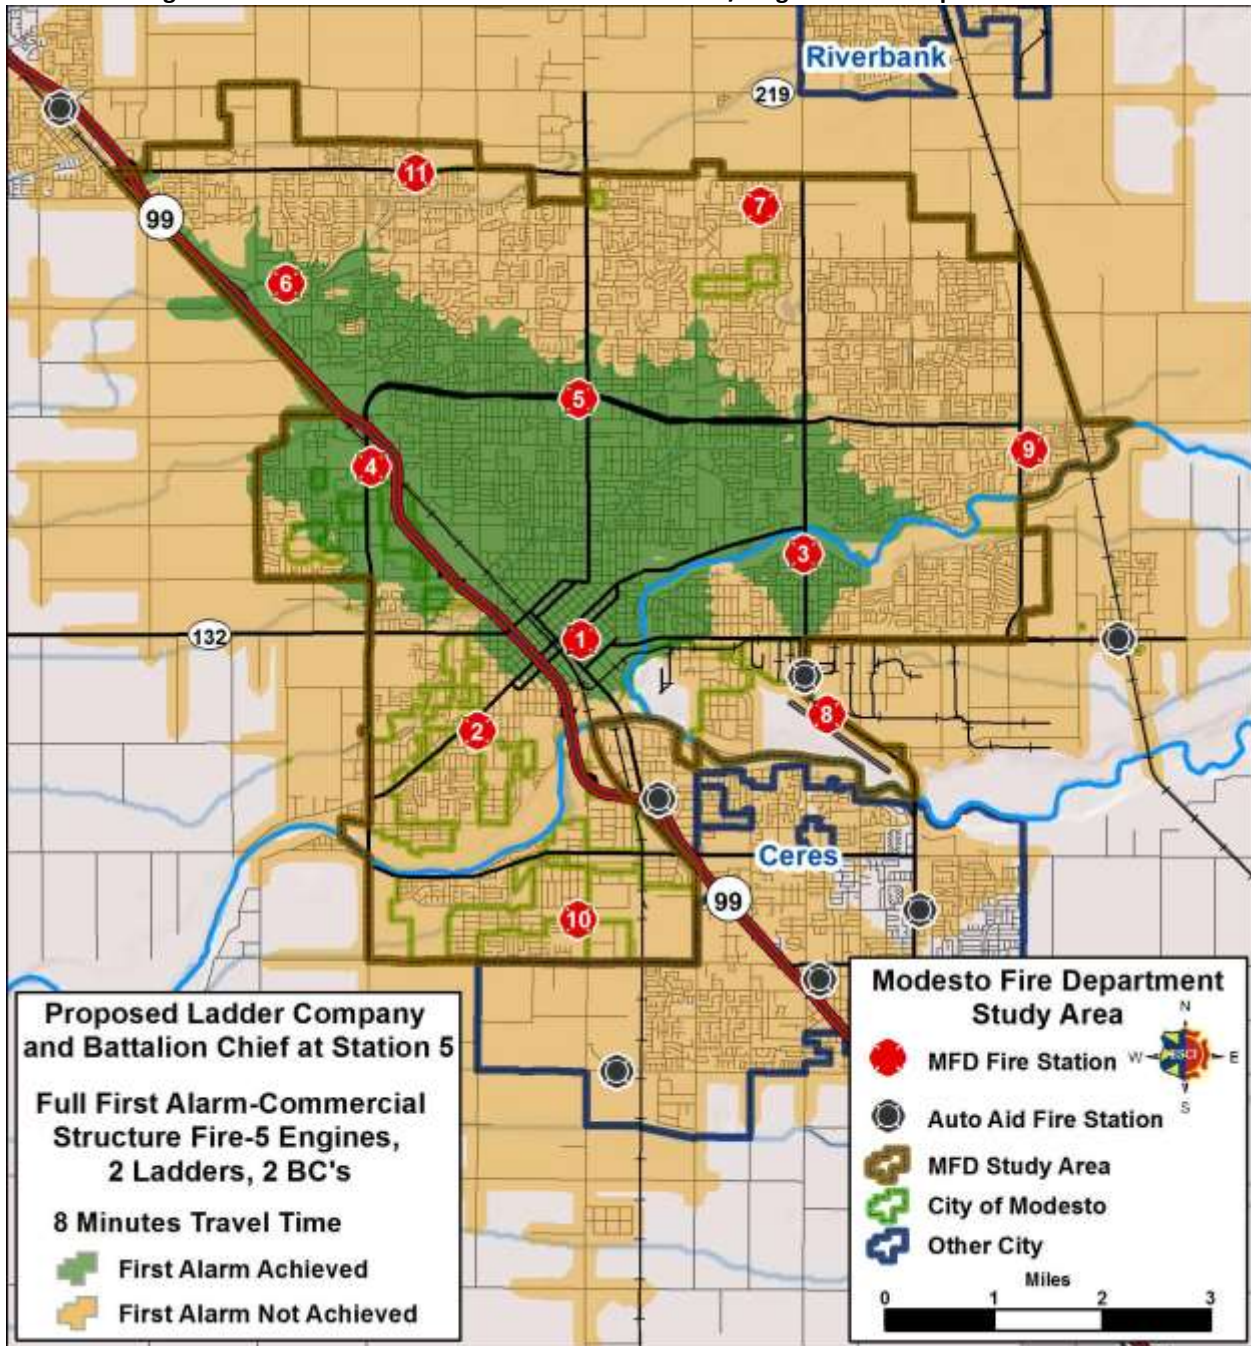 Riverbank
219
11
7
99
6
5
9
4
3
1
132
8
2
Ceres
99
10
Proposed Ladder Company
and Battalion Chief at Station 5
Full First Alarm-Commercial
Structure Fire-5 Engines,
2 Ladders, 2 BC's
8 Minutes Travel Time
First Alarm Achieved
First Alarm Not Achieved
Modesto Fire Department
Study Area
N
W
E
S
MFD Fire Station
Auto Aid Fire Station
MFD Study Area
City of Modesto
Other City
Miles
0 1 2 3